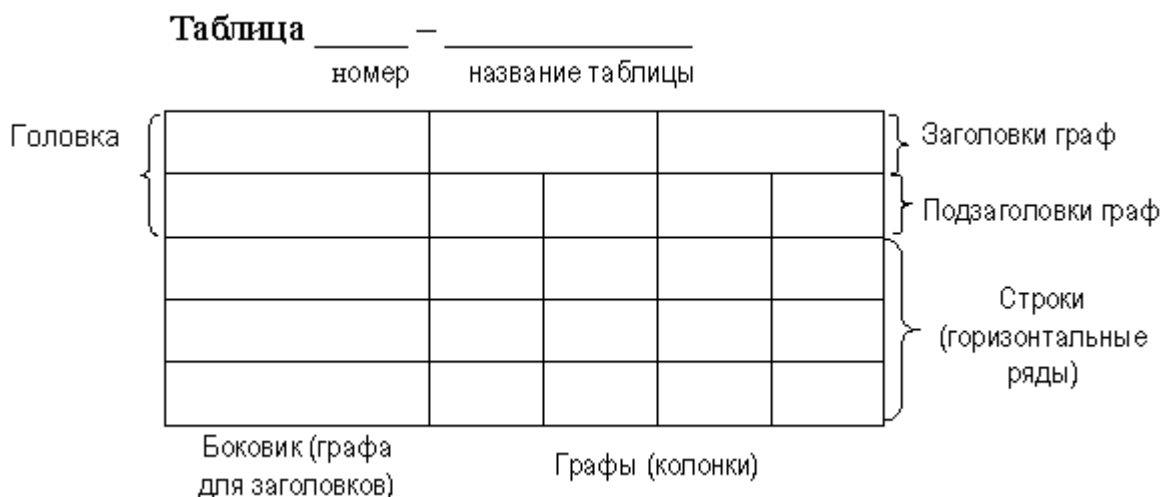 Таблица _____ – _____________
номер название таблицы
Головка
Заголовки граф
Подзаголовки граф
Строки
(горизонтальные
ряды)
Боковик (графа
для заголовков)
Графы (колонки)